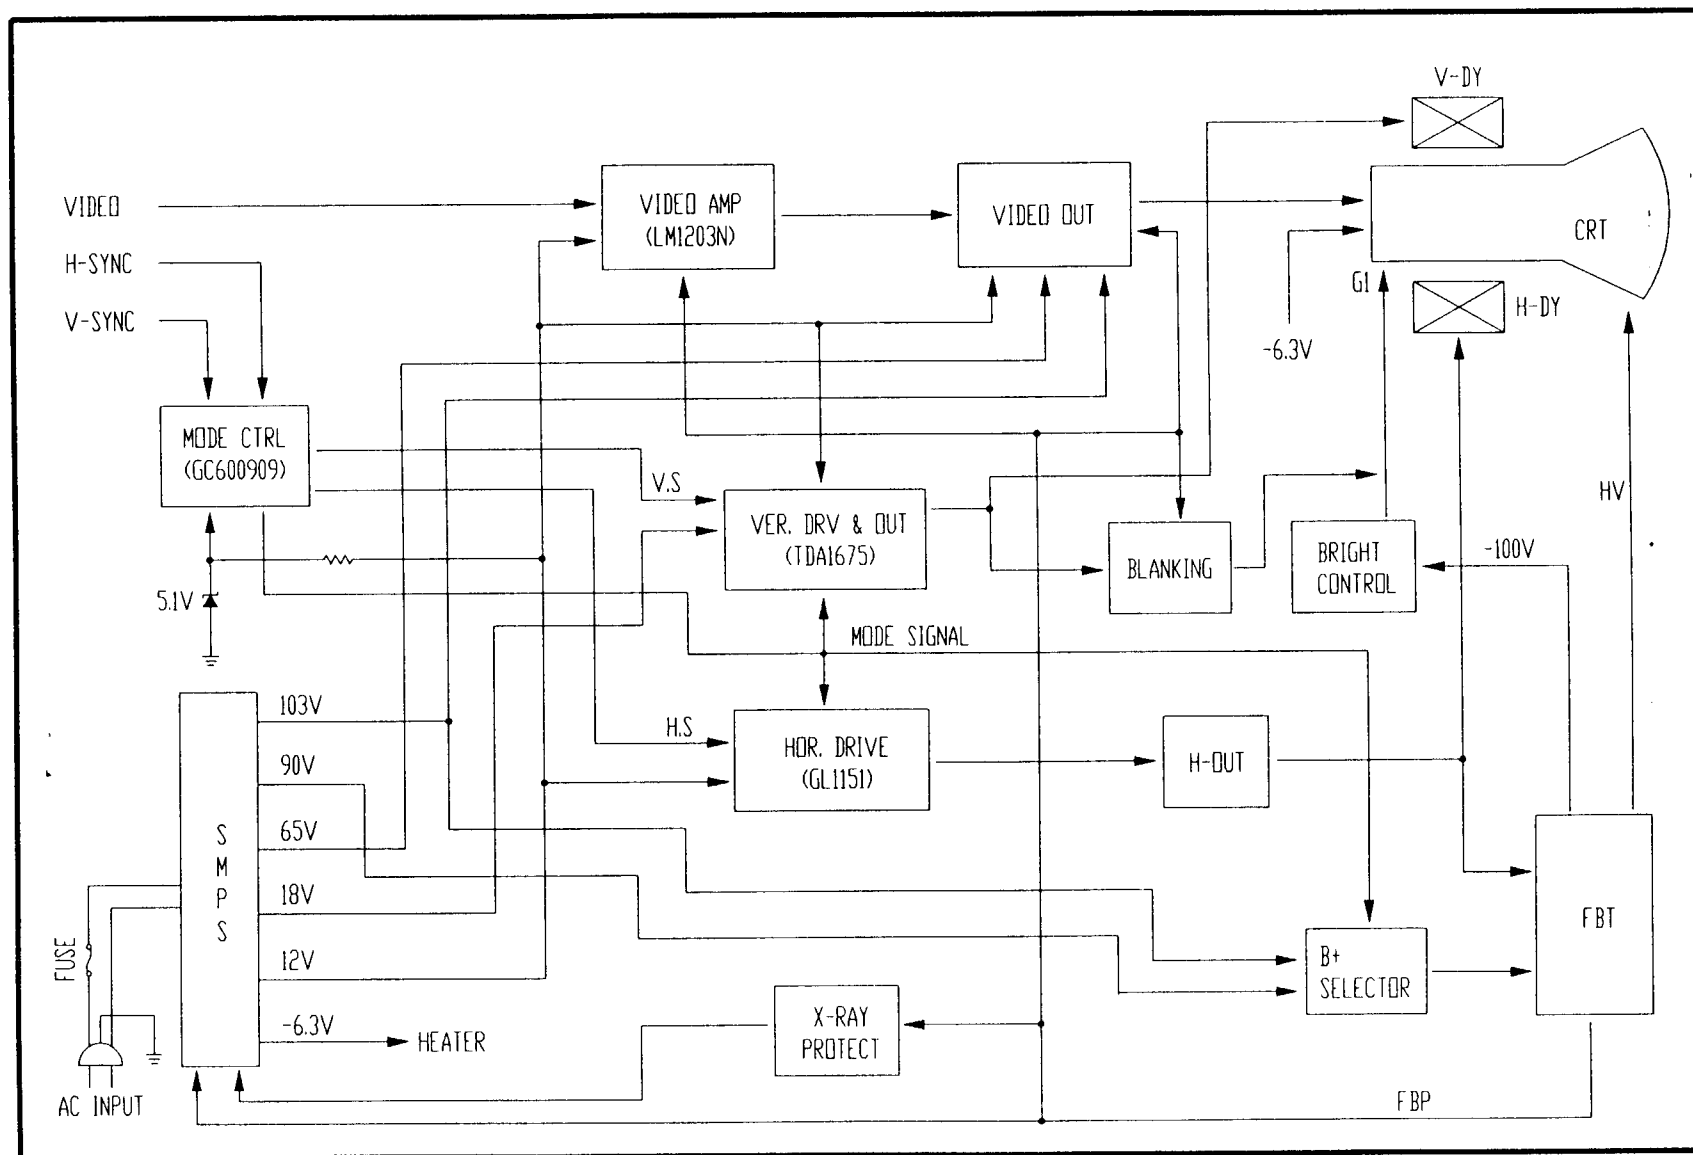 V-DY
VIDEO
VIDEO AMP
(LM1203N)
VIDEO OUT
CRT
H-SYNC
G1
H-DY
V-SYNC
-6.3V
MODE CTRL
(GC600909)
V.S
HV
VER. DRV & OUT
(TDA1675)
BLANKING
BRIGHT
CONTROL
-100V
5.1V
MODE SIGNAL
103V
H.S
HOR. DRIVE
(GL1151)
H-OUT
90V
65V
SMPS
18V
FBT
FUSE
12V
B+
SELECTOR
-6.3V
HEATER
X-RAY
PROTECT
AC INPUT
FBP